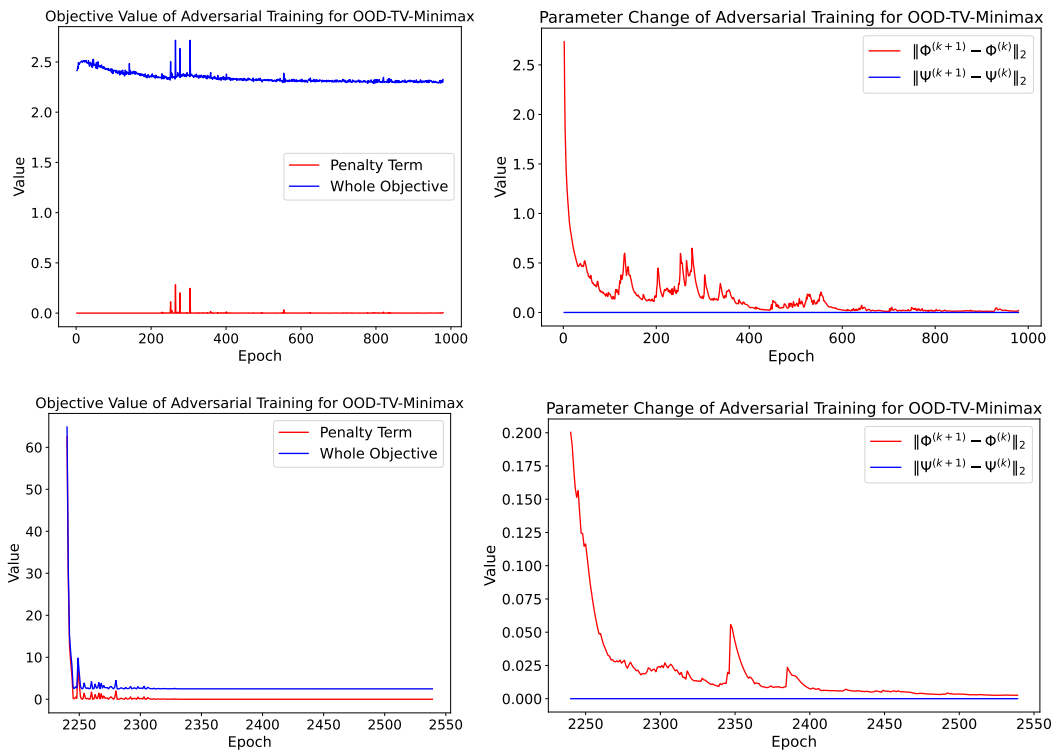 Objective Value of Adversarial Training for OOD-TV-Minimax
Value
2.5
2.0
1.5
1.0
0.5
0.0
Penalty Term
Whole Objective
0 200 400 600 800 1000
Epoch
Parameter Change of Adversarial Training for OOD-TV-Minimax
Value
2.5
2.0
1.5
1.0
0.5
0.0
‖Φ^(k+1) − Φ^(k)‖₂
‖Ψ^(k+1) − Ψ^(k)‖₂
0 200 400 600 800 1000
Epoch
Objective Value of Adversarial Training for OOD-TV-Minimax
Value
60
50
40
30
20
10
0
Penalty Term
Whole Objective
2250 2300 2350 2400 2450 2500 2550
Epoch
Parameter Change of Adversarial Training for OOD-TV-Minimax
Value
0.200
0.175
0.150
0.125
0.100
0.075
0.050
0.025
0.000
‖Φ^(k+1) − Φ^(k)‖₂
‖Ψ^(k+1) − Ψ^(k)‖₂
2250 2300 2350 2400 2450 2500 2550
Epoch